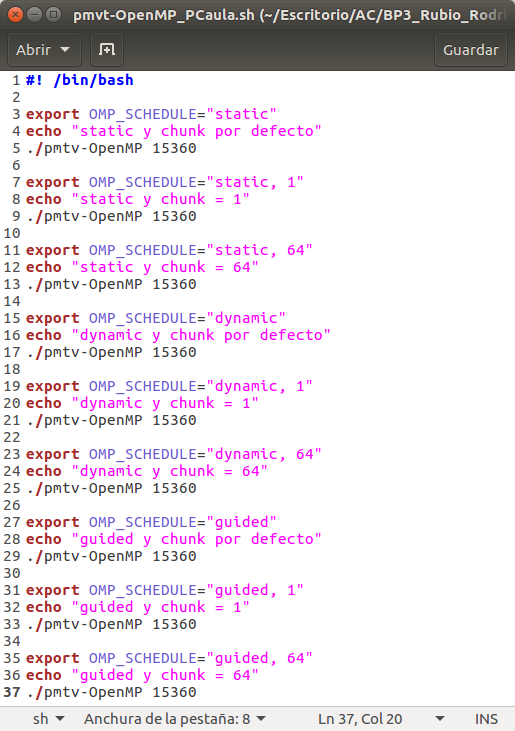 pmvt-OpenMP_PCaula.sh (~/Escritorio/AC/BP3_Rubio_Rodri
Abrir Guardar
1 #! /bin/bash
2
3 export OMP_SCHEDULE="static"
4 echo "static y chunk por defecto"
5 ./pmtv-OpenMP 15360
6
7 export OMP_SCHEDULE="static, 1"
8 echo "static y chunk = 1"
9 ./pmtv-OpenMP 15360
10
11 export OMP_SCHEDULE="static, 64"
12 echo "static y chunk = 64"
13 ./pmtv-OpenMP 15360
14
15 export OMP_SCHEDULE="dynamic"
16 echo "dynamic y chunk por defecto"
17 ./pmtv-OpenMP 15360
18
19 export OMP_SCHEDULE="dynamic, 1"
20 echo "dynamic y chunk = 1"
21 ./pmtv-OpenMP 15360
22
23 export OMP_SCHEDULE="dynamic, 64"
24 echo "dynamic y chunk = 64"
25 ./pmtv-OpenMP 15360
26
27 export OMP_SCHEDULE="guided"
28 echo "guided y chunk por defecto"
29 ./pmtv-OpenMP 15360
30
31 export OMP_SCHEDULE="guided, 1"
32 echo "guided y chunk = 1"
33 ./pmtv-OpenMP 15360
34
35 export OMP_SCHEDULE="guided, 64"
36 echo "guided y chunk = 64"
37 ./pmtv-OpenMP 15360
sh Anchura de la pestaña: 8 Ln 37, Col 20 INS